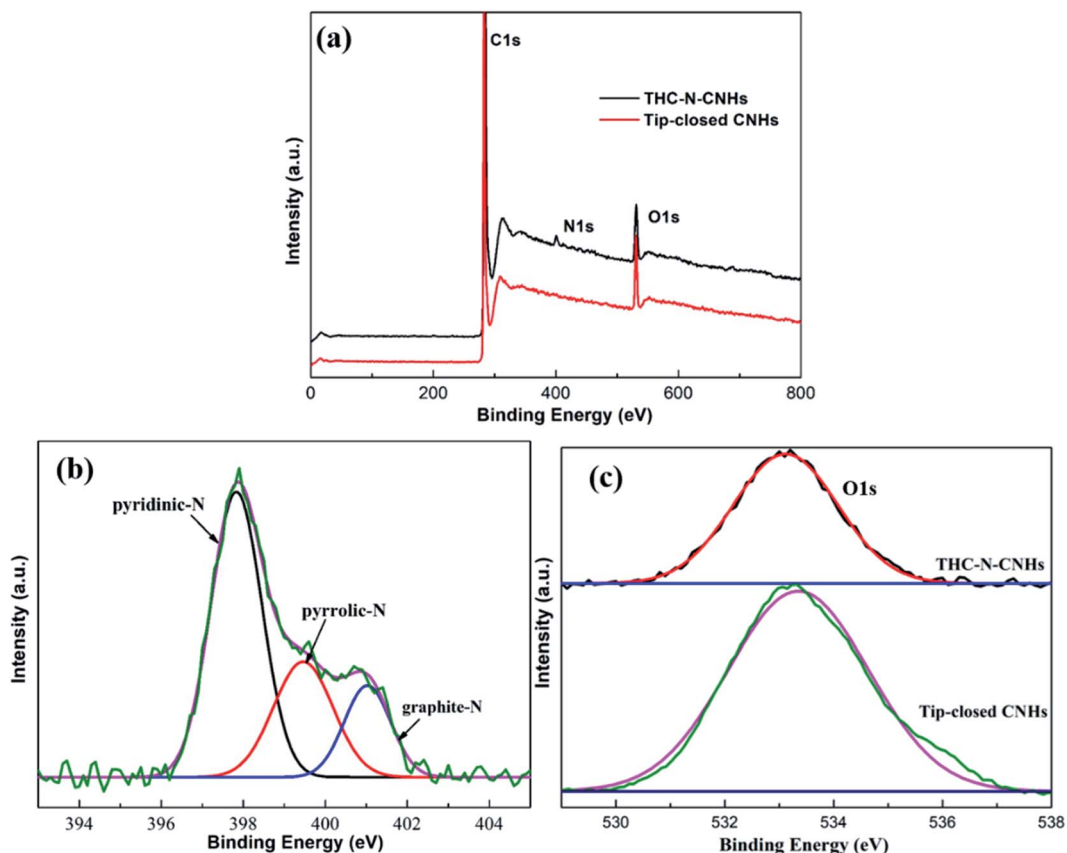 (a)
C1s
THC-N-CNHs
Tip-closed CNHs
N1s
O1s
Intensity (a.u.)
0 200 400 600 800
Binding Energy (eV)
(b)
pyridinic-N
pyrrolic-N
graphite-N
Intensity (a.u.)
394 396 398 400 402 404
Binding Energy (eV)
(c)
O1s
THC-N-CNHs
Tip-closed CNHs
Intensity (a.u.)
530 532 534 536 538
Binding Energy (eV)